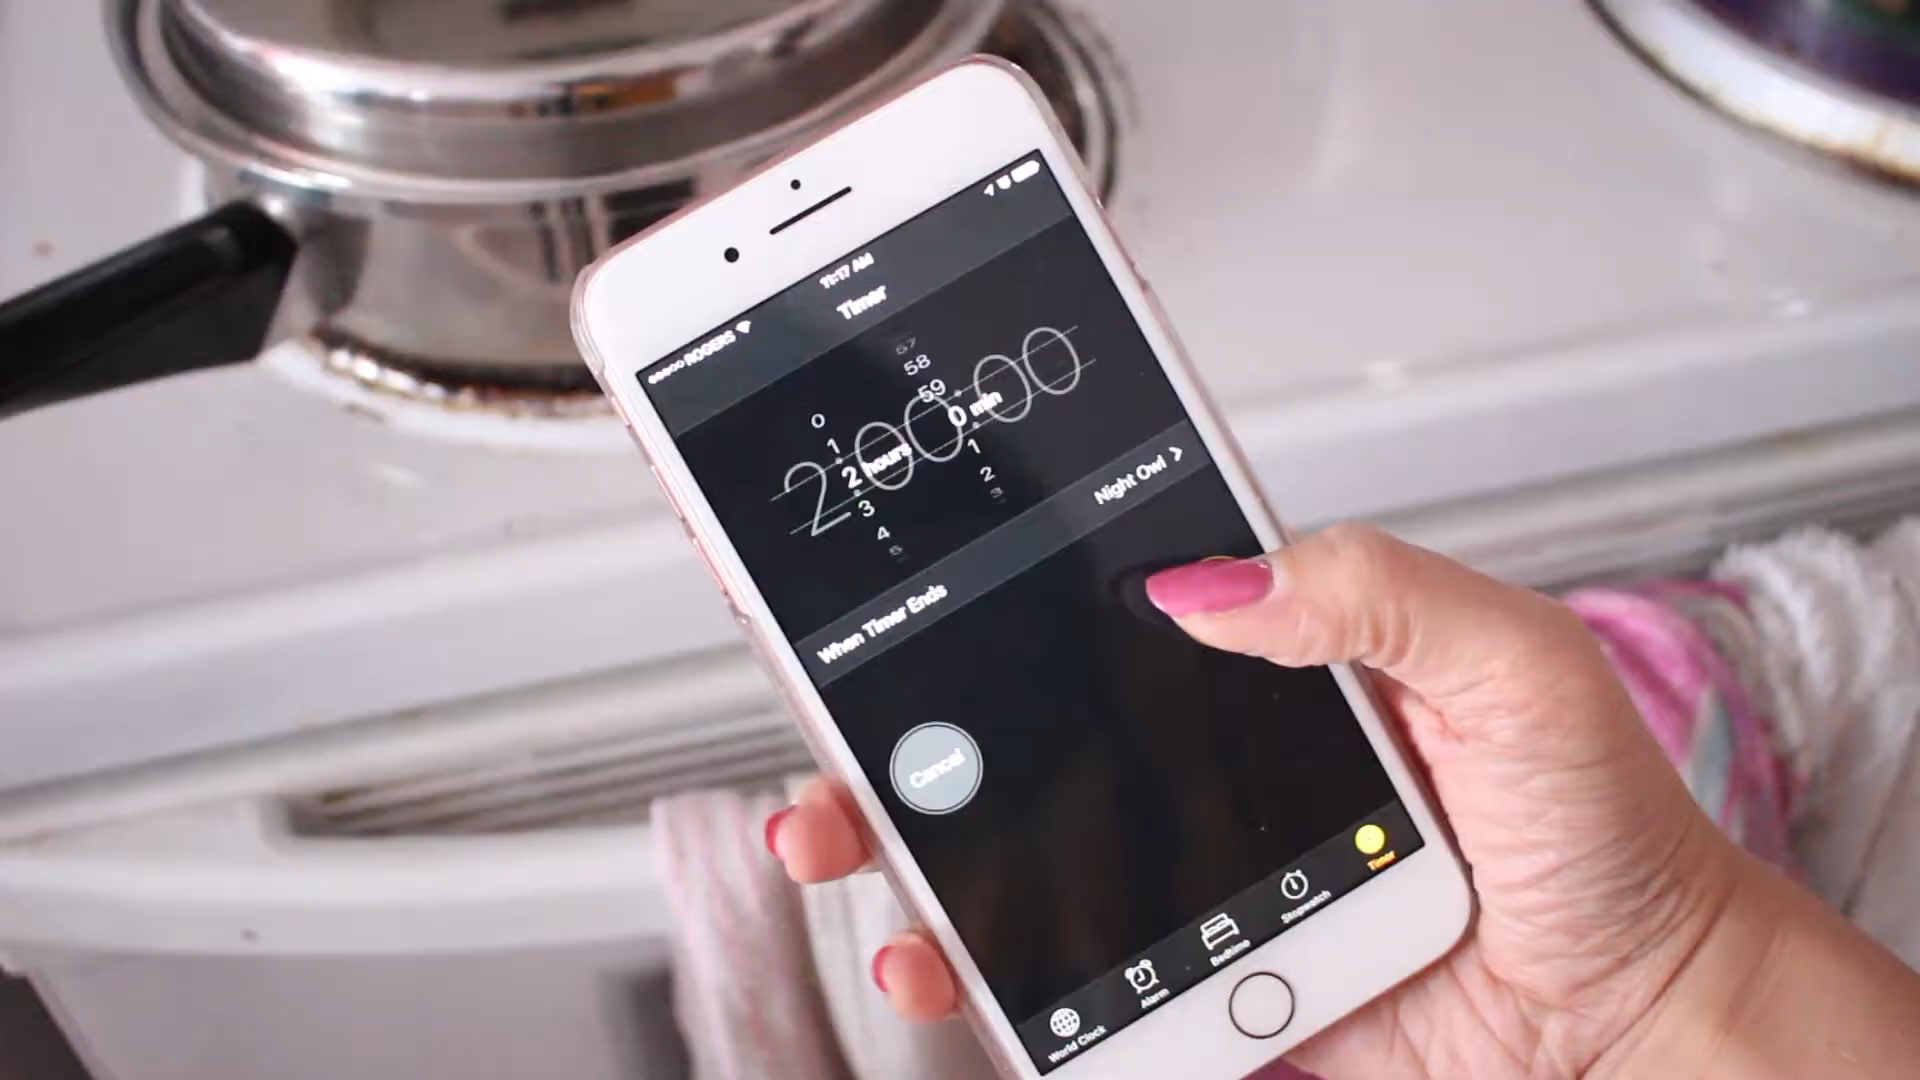 ROGERS 11:17 AM
Timer
57
0 58
1 59
2 hours 0 min
3 1
4 2
5 3
2:00:00
When Timer Ends Night Owl >
Cancel
World Clock Alarm Bedtime Stopwatch Timer